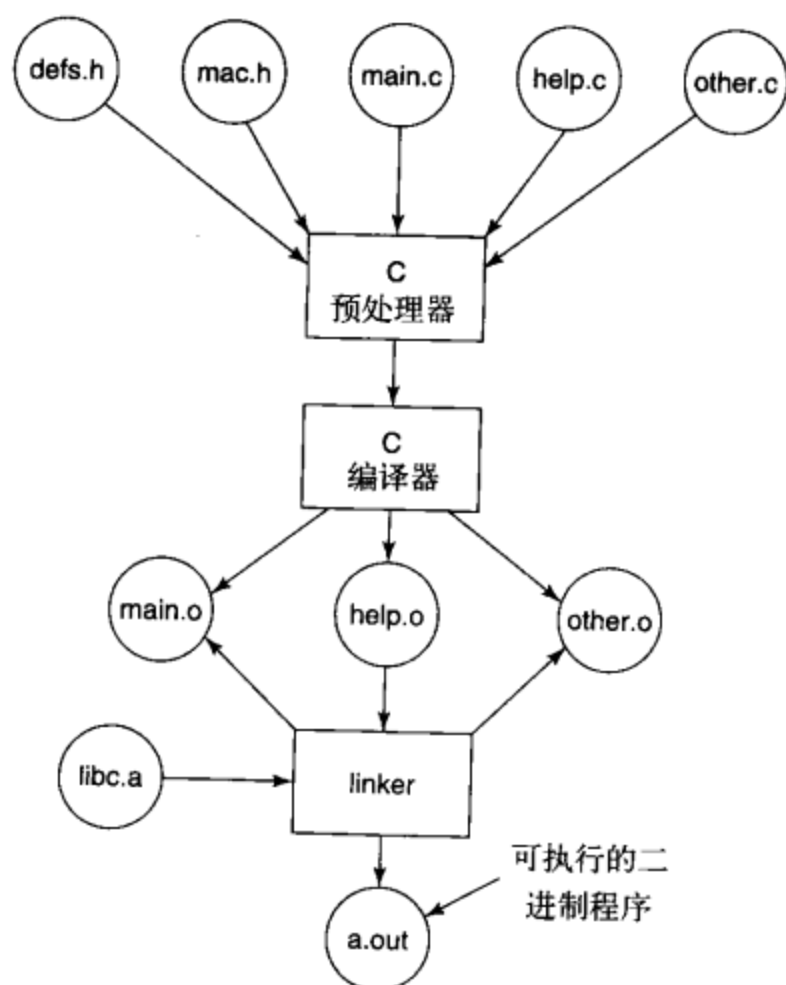 defs.h
mac.h
main.c
help.c
other.c
C
预处理器
C
编译器
main.o
help.o
other.o
libc.a
linker
可执行的二
进制程序
a.out